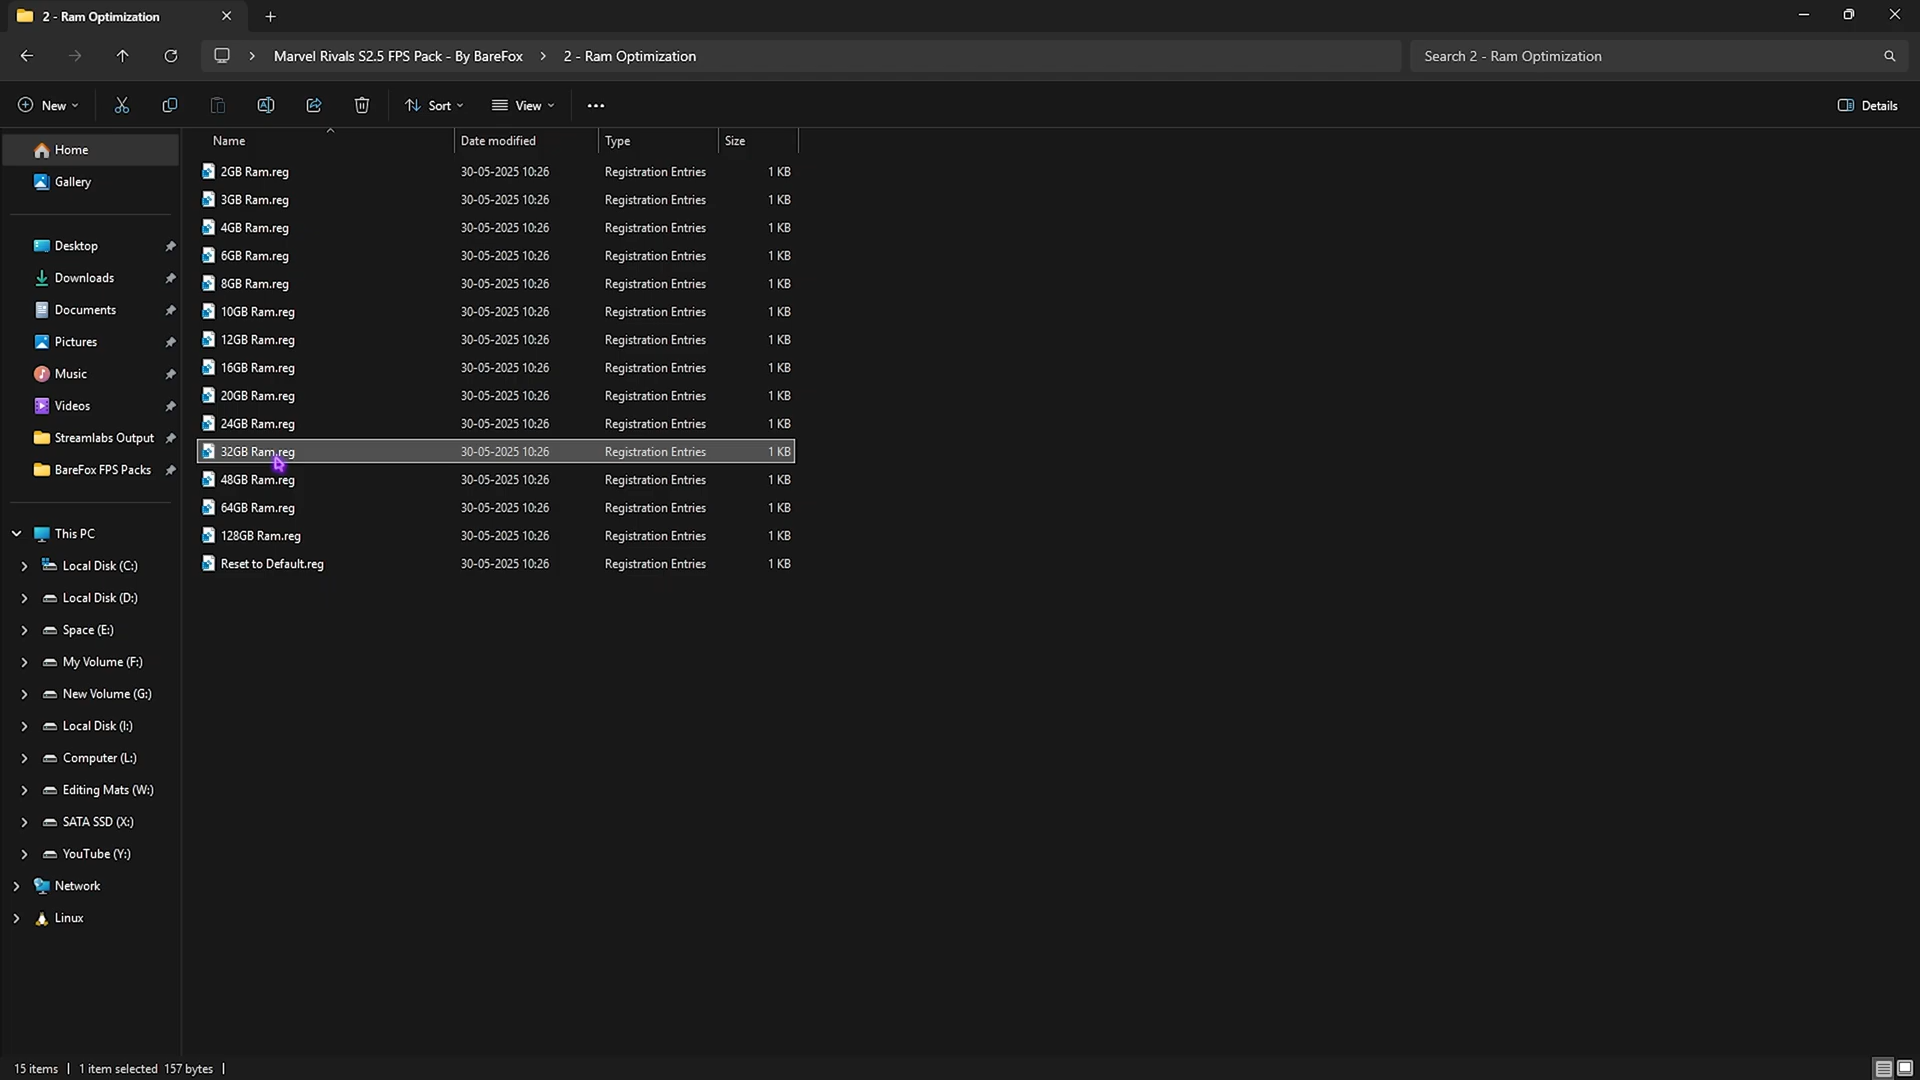 2 - Ram Optimization
Marvel Rivals S2.5 FPS Pack - By BareFox > 2 - Ram Optimization
Search 2 - Ram Optimization
New Sort View Details
Name Date modified Type Size
Home
Gallery
Desktop
Downloads
Documents
Pictures
Music
Videos
Streamlabs Output
BareFox FPS Packs
This PC
Local Disk (C:)
Local Disk (D:)
Space (E:)
My Volume (F:)
New Volume (G:)
Local Disk (I:)
Computer (L:)
Editing Mats (W:)
SATA SSD (X:)
YouTube (Y:)
Network
Linux
2GB Ram.reg 30-05-2025 10:26 Registration Entries 1 KB
3GB Ram.reg 30-05-2025 10:26 Registration Entries 1 KB
4GB Ram.reg 30-05-2025 10:26 Registration Entries 1 KB
6GB Ram.reg 30-05-2025 10:26 Registration Entries 1 KB
8GB Ram.reg 30-05-2025 10:26 Registration Entries 1 KB
10GB Ram.reg 30-05-2025 10:26 Registration Entries 1 KB
12GB Ram.reg 30-05-2025 10:26 Registration Entries 1 KB
16GB Ram.reg 30-05-2025 10:26 Registration Entries 1 KB
20GB Ram.reg 30-05-2025 10:26 Registration Entries 1 KB
24GB Ram.reg 30-05-2025 10:26 Registration Entries 1 KB
32GB Ram.reg 30-05-2025 10:26 Registration Entries 1 KB
48GB Ram.reg 30-05-2025 10:26 Registration Entries 1 KB
64GB Ram.reg 30-05-2025 10:26 Registration Entries 1 KB
128GB Ram.reg 30-05-2025 10:26 Registration Entries 1 KB
Reset to Default.reg 30-05-2025 10:26 Registration Entries 1 KB
15 items | 1 item selected 157 bytes |